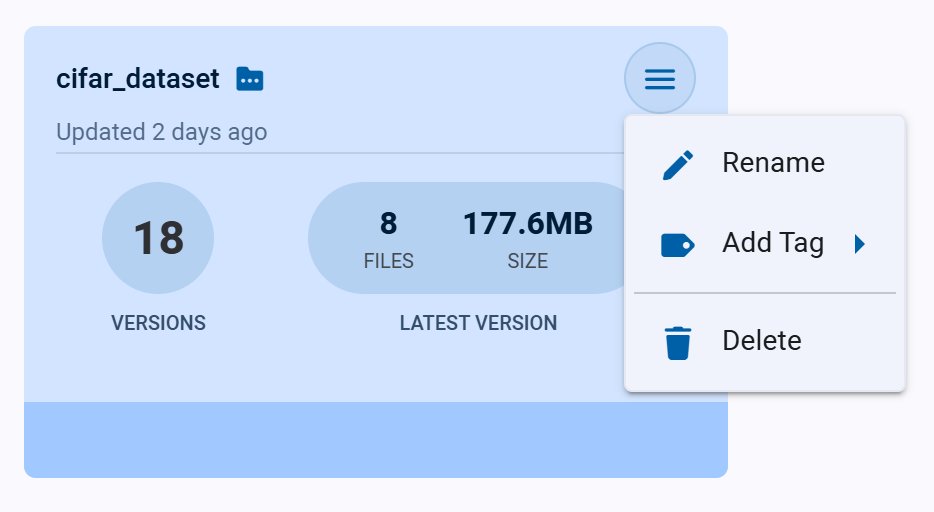 cifar_dataset
Updated 2 days ago
18
VERSIONS
8 177.6MB
FILES SIZE
LATEST VERSION
Rename
Add Tag
Delete